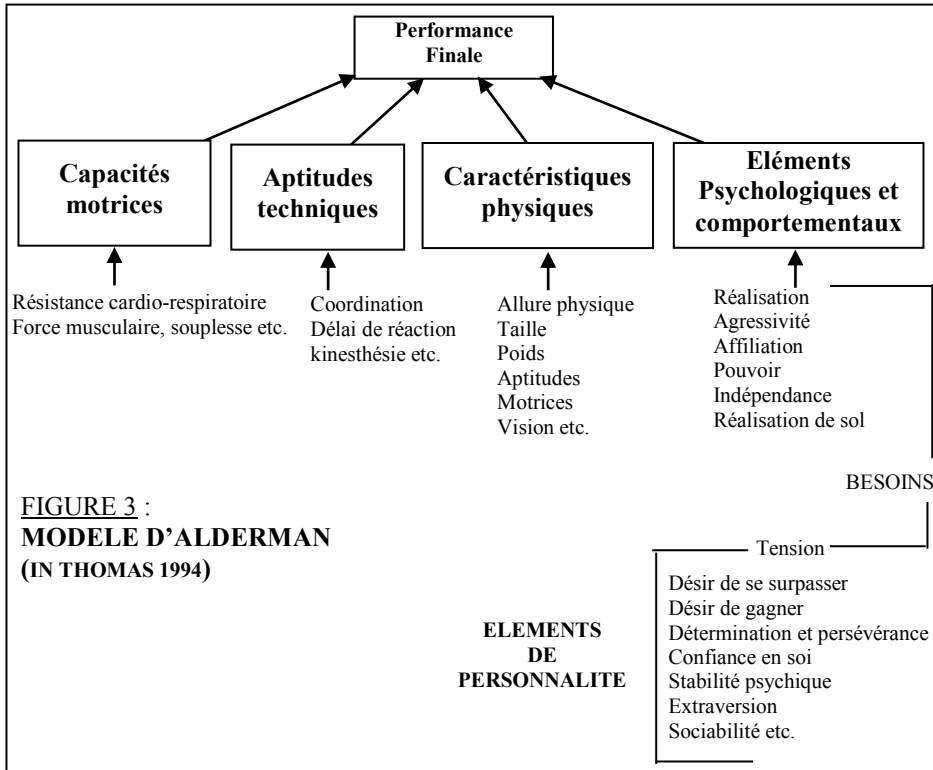 Performance
Finale
Capacités
motrices
Aptitudes
techniques
Caractéristiques
physiques
Eléments
Psychologiques et
comportementaux
Résistance cardio-respiratoire
Force musculaire, souplesse etc.
Coordination
Délai de réaction
kinesthésie etc.
Allure physique
Taille
Poids
Aptitudes
Motrices
Vision etc.
Réalisation
Agressivité
Affiliation
Pouvoir
Indépendance
Réalisation de sol
BESOINS
FIGURE 3 :
MODELE D’ALDERMAN
(IN THOMAS 1994)
Tension
ELEMENTS
DE
PERSONNALITE
Désir de se surpasser
Désir de gagner
Détermination et persévérance
Confiance en soi
Stabilité psychique
Extraversion
Sociabilité etc.